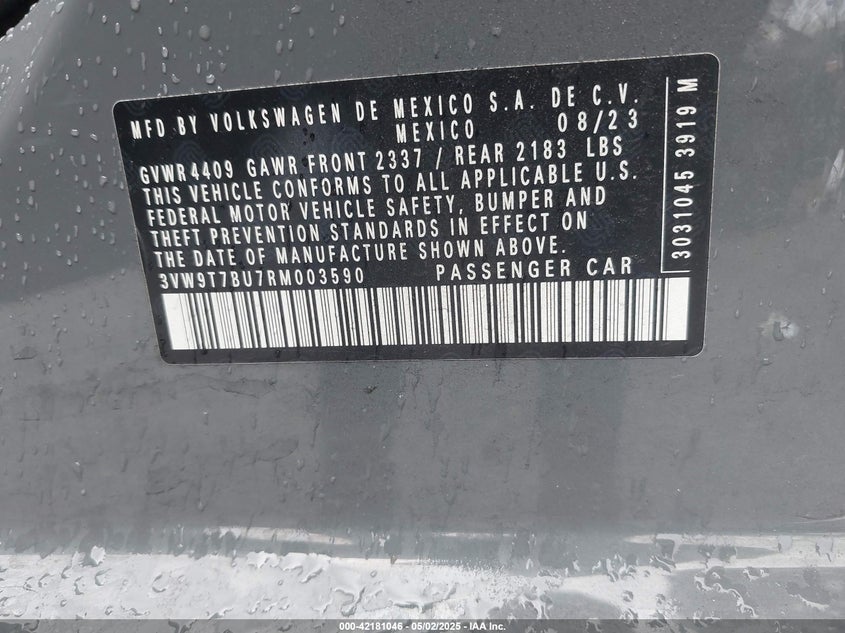 MFD BY VOLKSWAGEN DE MEXICO S.A. DE C.V.
MEXICO 08/23
GVWR 4409 GAWR FRONT 2337 / REAR 2183 LBS
THIS VEHICLE CONFORMS TO ALL APPLICABLE U.S.
FEDERAL MOTOR VEHICLE SAFETY, BUMPER AND
THEFT PREVENTION STANDARDS IN EFFECT ON
THE DATE OF MANUFACTURE SHOWN ABOVE.
3VW9T7BU7RM003590 PASSENGER CAR
3031045 3919 M
000-42181046 - 05/02/2025 - IAA Inc.